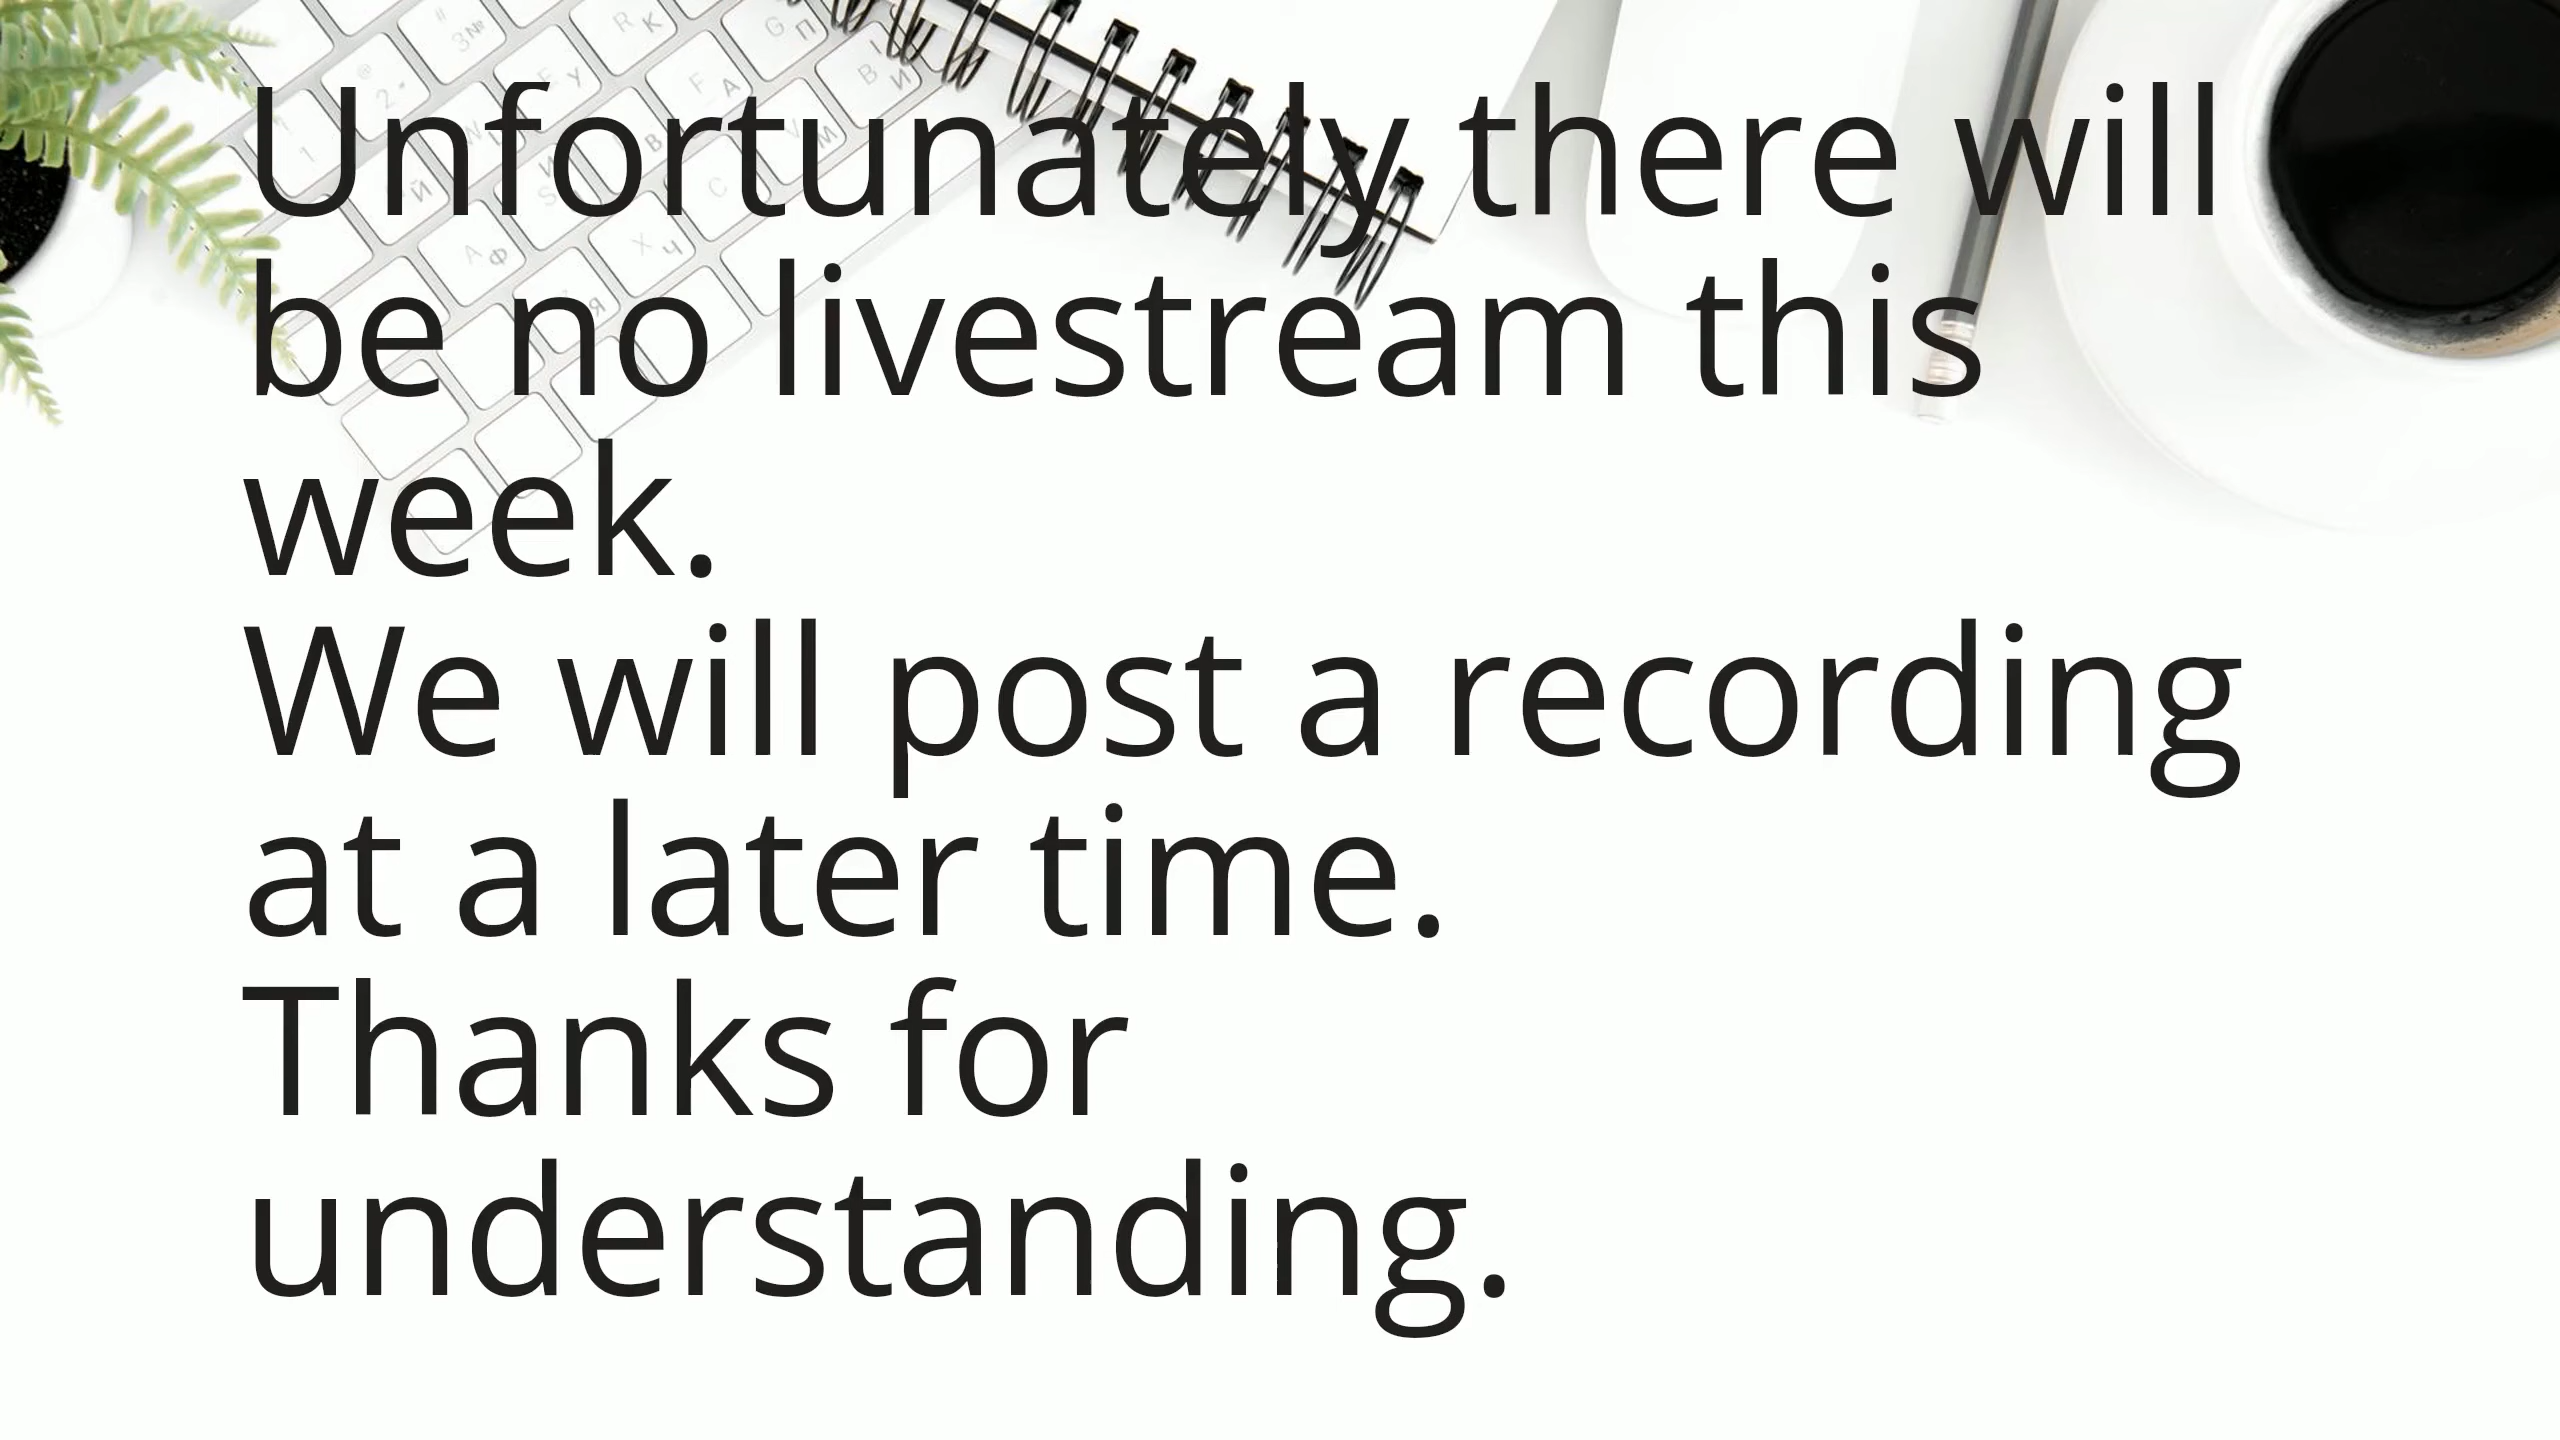 Unfortunately there will
be no livestream this
week.
We will post a recording
at a later time.
Thanks for
understanding.